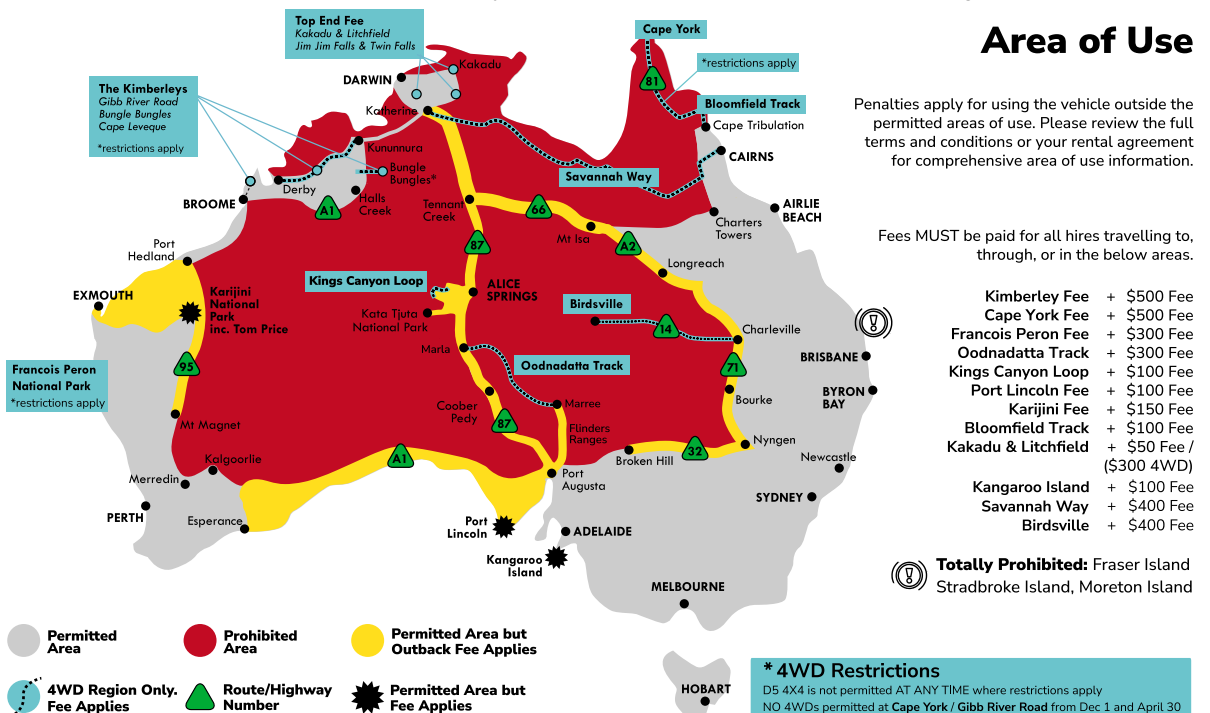 Top End Fee
Kakadu & Litchfield
Jim Jim Falls & Twin Falls
Cape York
*restrictions apply
Area of Use
Kakadu
DARWIN
81
The Kimberleys
Gibb River Road
Bungle Bungles
Cape Leveque
*restrictions apply
Katherine
Bloomfield Track
Cape Tribulation
Penalties apply for using the vehicle outside the
permitted areas of use. Please review the full
terms and conditions or your rental agreement
for comprehensive area of use information.
Kununurra
CAIRNS
Bungle
Bungles*
Savannah Way
Derby
Halls
Creek
BROOME
A1
Tennant
Creek
66
AIRLIE
BEACH
Charters
Towers
Mt Isa
A2
87
Port
Hedland
Longreach
Fees MUST be paid for all hires travelling to,
through, or in the below areas.
Kings Canyon Loop
ALICE
SPRINGS
EXMOUTH
Karijini
National
Park
inc. Tom Price
Kata Tjuta
National Park
Birdsville
14
Charleville
Kimberley Fee + $500 Fee
Cape York Fee + $500 Fee
Francois Peron Fee + $300 Fee
Oodnadatta Track + $300 Fee
Kings Canyon Loop + $100 Fee
Port Lincoln Fee + $100 Fee
Karijini Fee + $150 Fee
Bloomfield Track + $100 Fee
Kakadu & Litchfield + $50 Fee /
($300 4WD)
Kangaroo Island + $100 Fee
Savannah Way + $400 Fee
Birdsville + $400 Fee
Marla
BRISBANE
Francois Peron
National Park
*restrictions apply
95
Oodnadatta Track
71
BYRON
BAY
Bourke
Coober
Pedy
Marree
Mt Magnet
87
Flinders
Ranges
Nyngen
Kalgoorlie
A1
Broken Hill
32
Newcastle
Merredin
Port
Augusta
SYDNEY
PERTH
Esperance
Port
Lincoln
ADELAIDE
Kangaroo
Island
Totally Prohibited: Fraser Island
Stradbroke Island, Moreton Island
MELBOURNE
Permitted
Area
Prohibited
Area
Permitted Area but
Outback Fee Applies
4WD Region Only.
Fee Applies
Route/Highway
Number
Permitted Area but
Fee Applies
HOBART
* 4WD Restrictions
D5 4X4 is not permitted AT ANY TIME where restrictions apply
NO 4WDs permitted at Cape York / Gibb River Road from Dec 1 and April 30